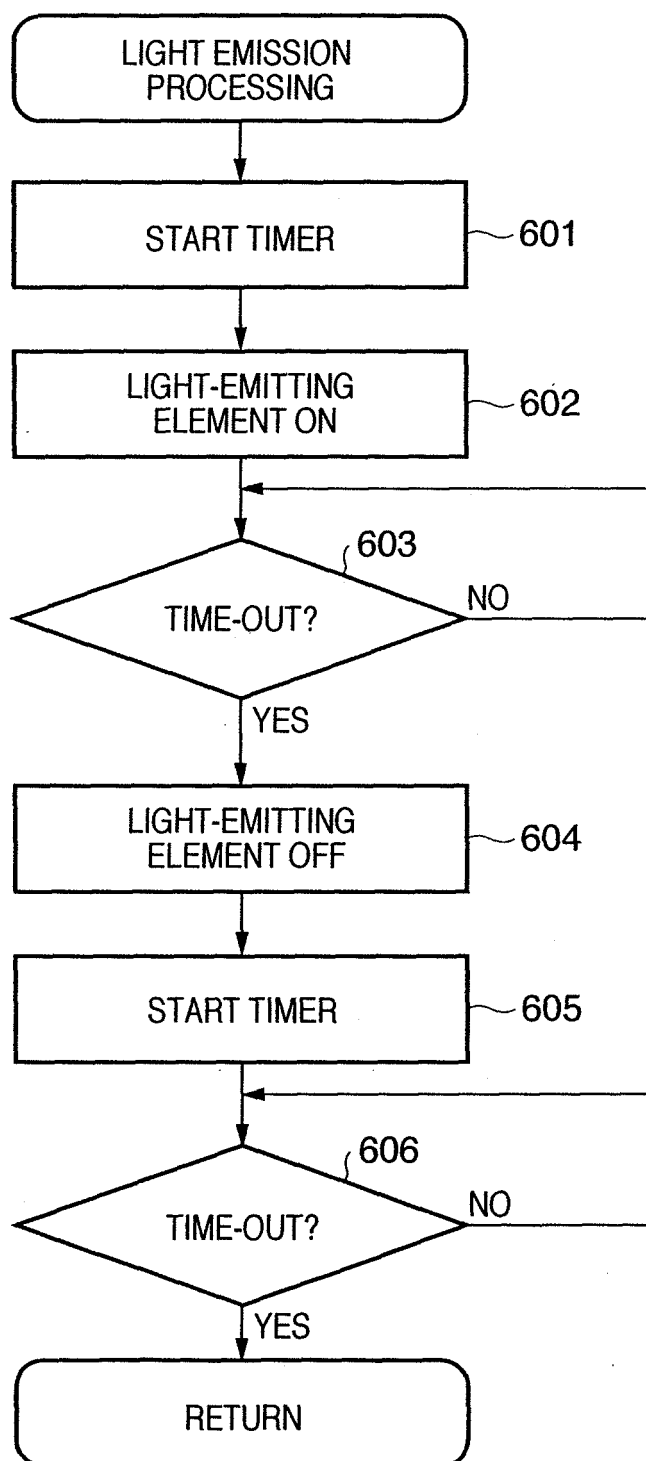 LIGHT EMISSION
PROCESSING
START TIMER
601
LIGHT-EMITTING
ELEMENT ON
602
603
TIME-OUT?
NO
YES
LIGHT-EMITTING
ELEMENT OFF
604
START TIMER
605
606
TIME-OUT?
NO
YES
RETURN